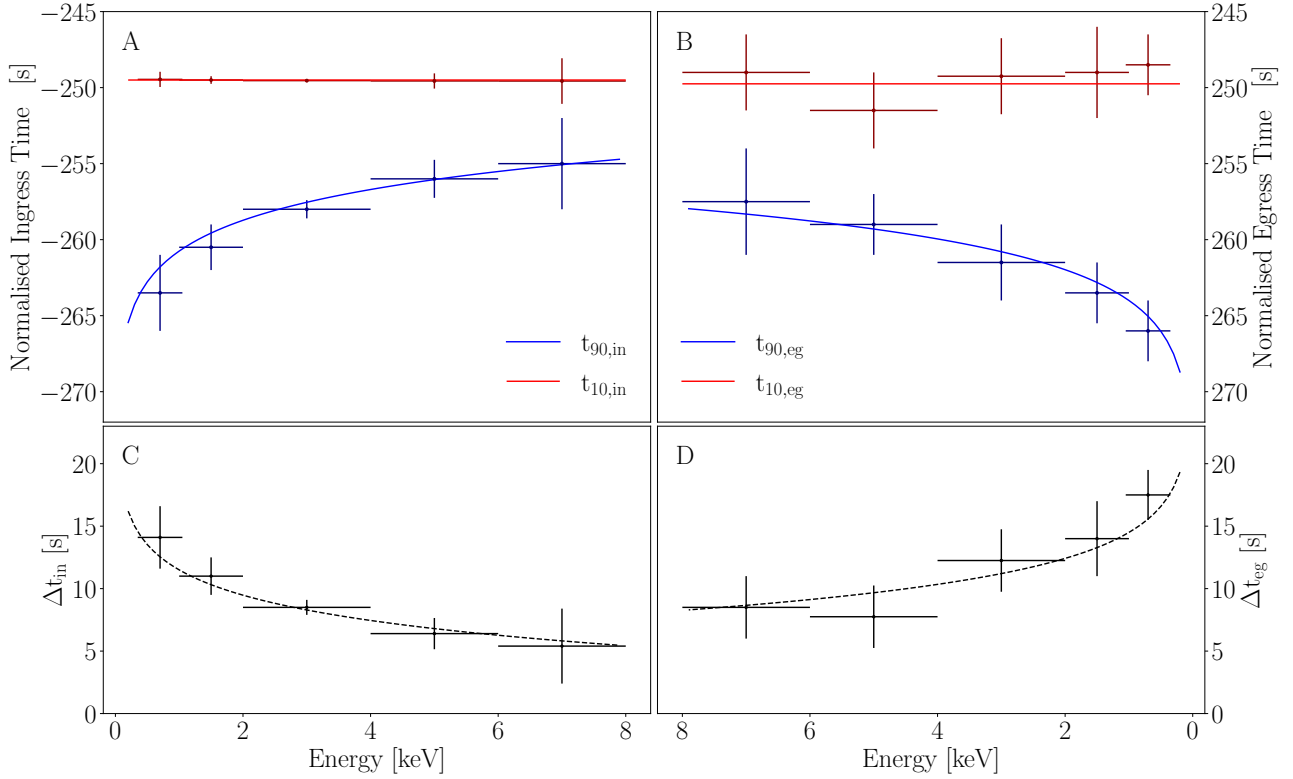 A
B
Normalised Ingress Time [s]
−245
−250
−255
−260
−265
−270
t90,in
t10,in
t90,eg
t10,eg
245
250
255
260
265
270
Normalised Egress Time [s]
C
D
Δtin [s]
20
15
10
5
0
20
15
10
5
0
Δteg [s]
0 2 4 6 8
8 6 4 2 0
Energy [keV]
Energy [keV]